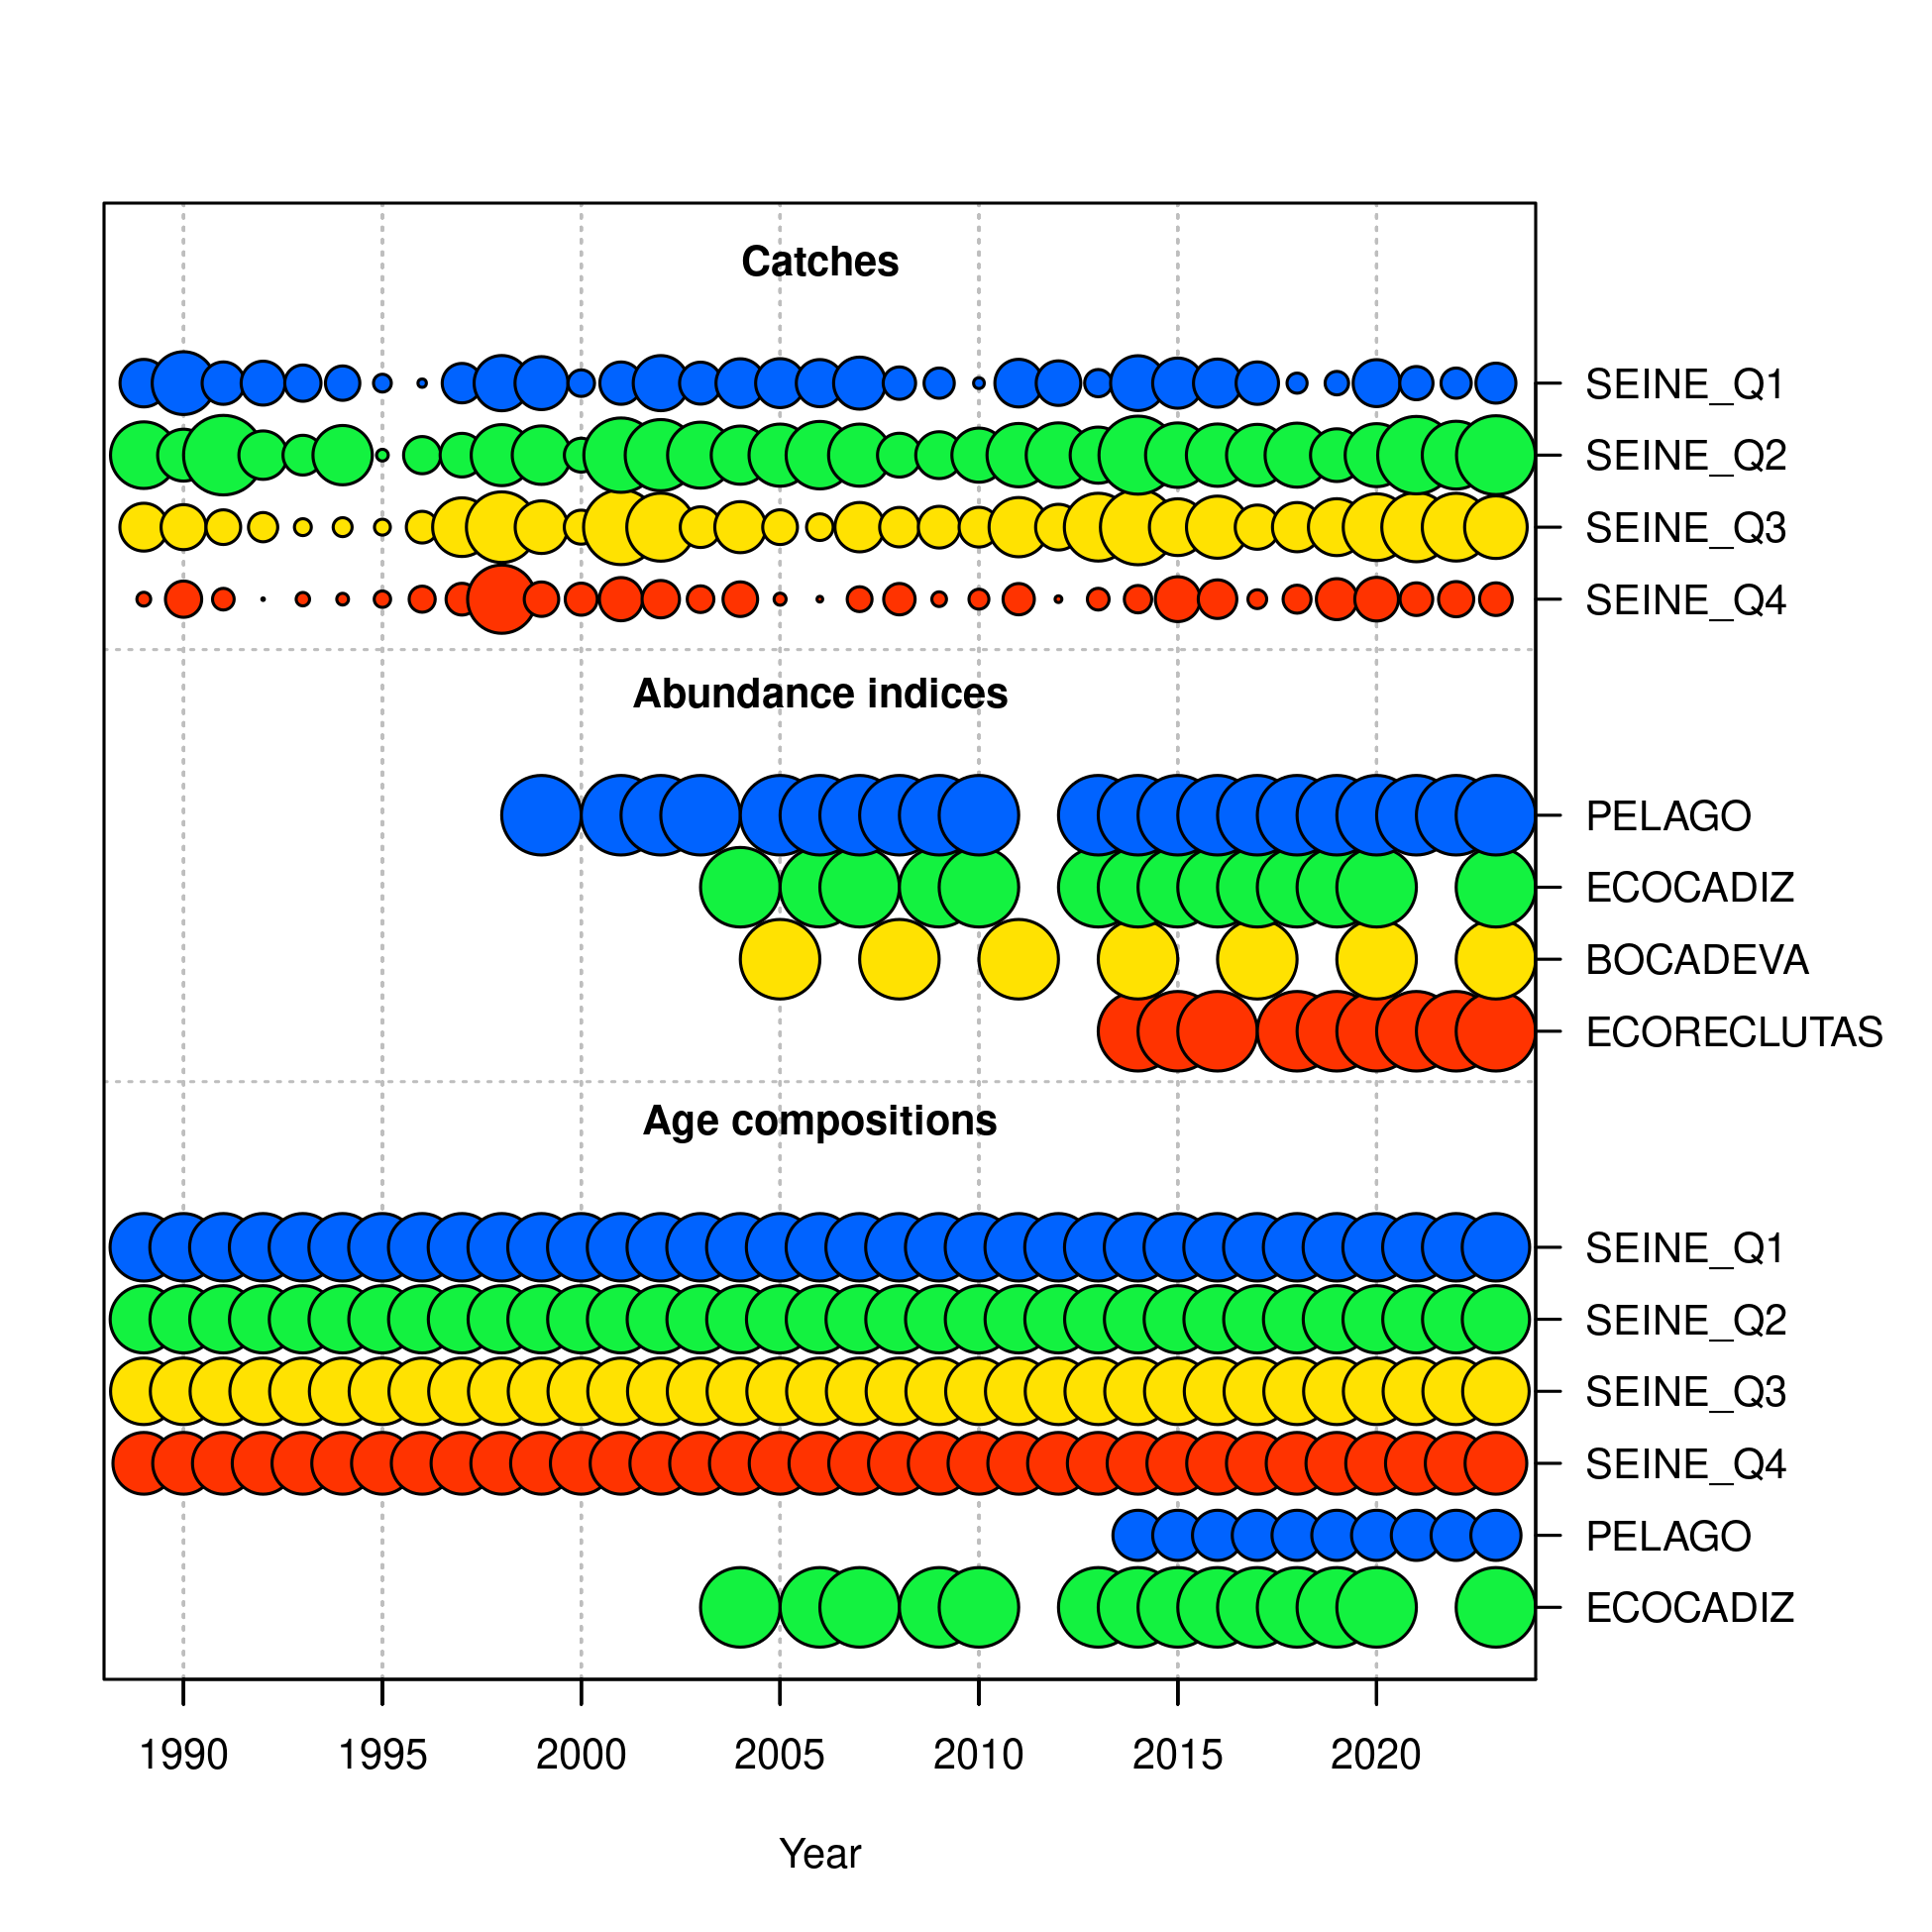 Catches
SEINE_Q1
SEINE_Q2
SEINE_Q3
SEINE_Q4
Abundance indices
PELAGO
ECOCADIZ
BOCADEVA
ECORECLUTAS
Age compositions
SEINE_Q1
SEINE_Q2
SEINE_Q3
SEINE_Q4
PELAGO
ECOCADIZ
1990 1995 2000 2005 2010 2015 2020
Year